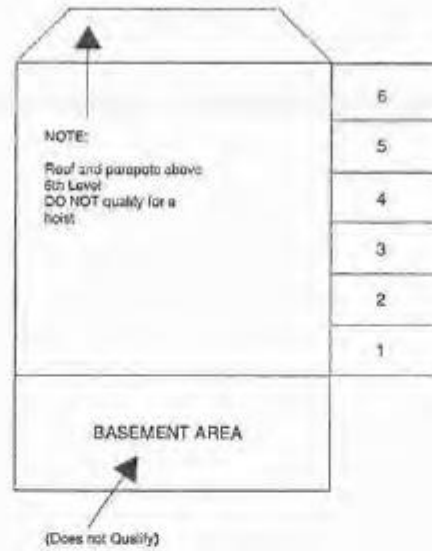 NOTE:
Roof and parapets above
6th Level
DO NOT qualify for a
hoist
6
5
4
3
2
1
BASEMENT AREA
(Does not Qualify)